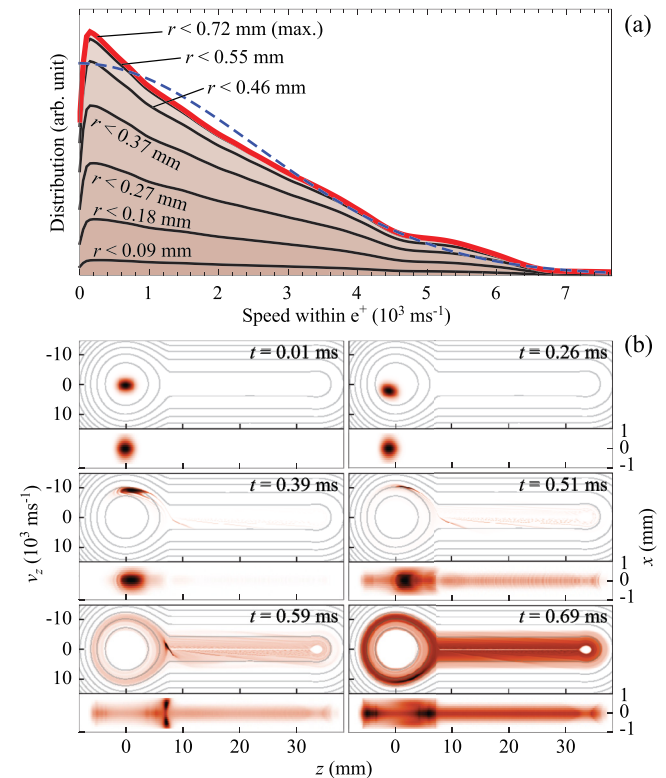 (a)
Distribution (arb. unit)
r < 0.72 mm (max.)
r < 0.55 mm
r < 0.46 mm
r < 0.37 mm
r < 0.27 mm
r < 0.18 mm
r < 0.09 mm
0 1 2 3 4 5 6 7
Speed within e⁺ (10³ ms⁻¹)
(b)
-10 t = 0.01 ms t = 0.26 ms
0
10
1
0
-1
-10 t = 0.39 ms t = 0.51 ms
0
10
1
0
-1
-10 t = 0.59 ms t = 0.69 ms
0
10
1
0
-1
v_z (10³ ms⁻¹)
x (mm)
0 10 20 30 0 10 20 30
z (mm)